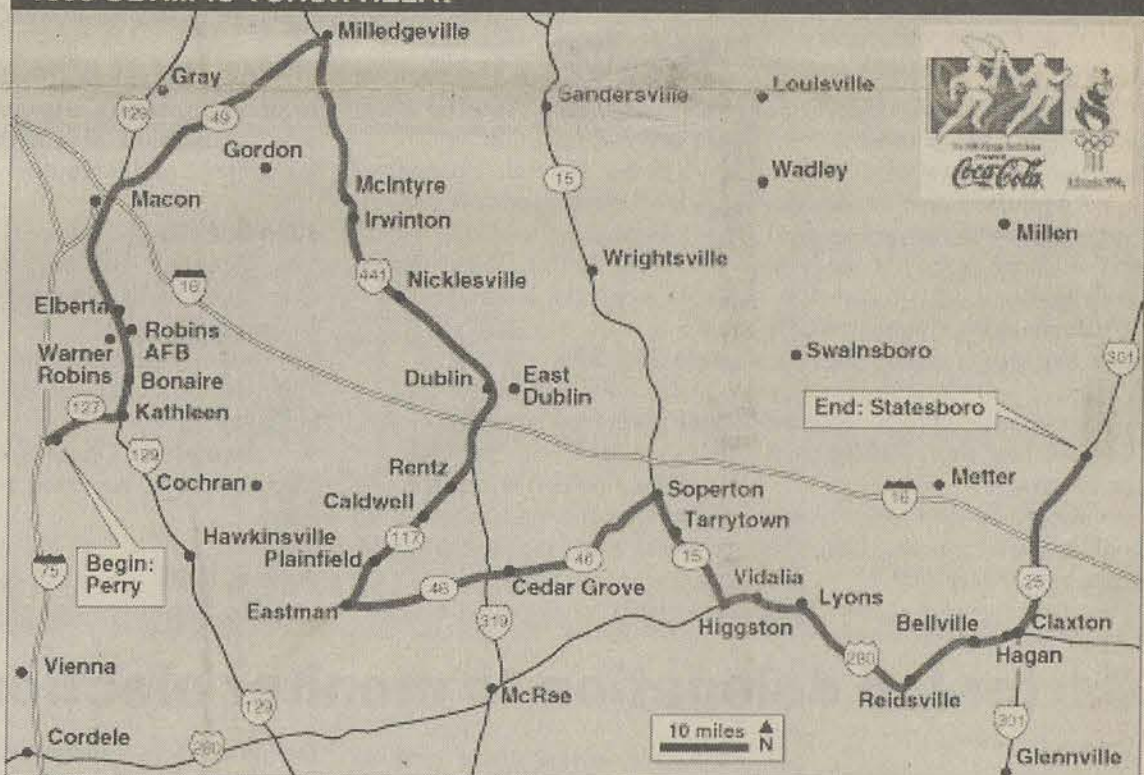 Milledgeville
Gray
129
49
Sandersville
Louisville
Coca-Cola
Gordon
McIntyre
15
Wadley
Macon
Irwinton
Millen
Wrightsville
441
16
Nicklesville
Elberta
Robins
AFB
Warner
Robins
Swainsboro
301
Bonaire
Dublin
East
Dublin
127
Kathleen
End: Statesboro
129
Rentz
Metter
Cochran
16
Soperton
Caldwell
Tarrytown
Hawkinsville
117
Plainfield
46
15
Begin:
Perry
75
Cedar Grove
Vidalia
25
46
Lyons
Eastman
Bellville
Claxton
Higgston
319
Hagan
280
Vienna
McRae
Reidsville
129
10 miles
N
301
Cordele
280
Glennville